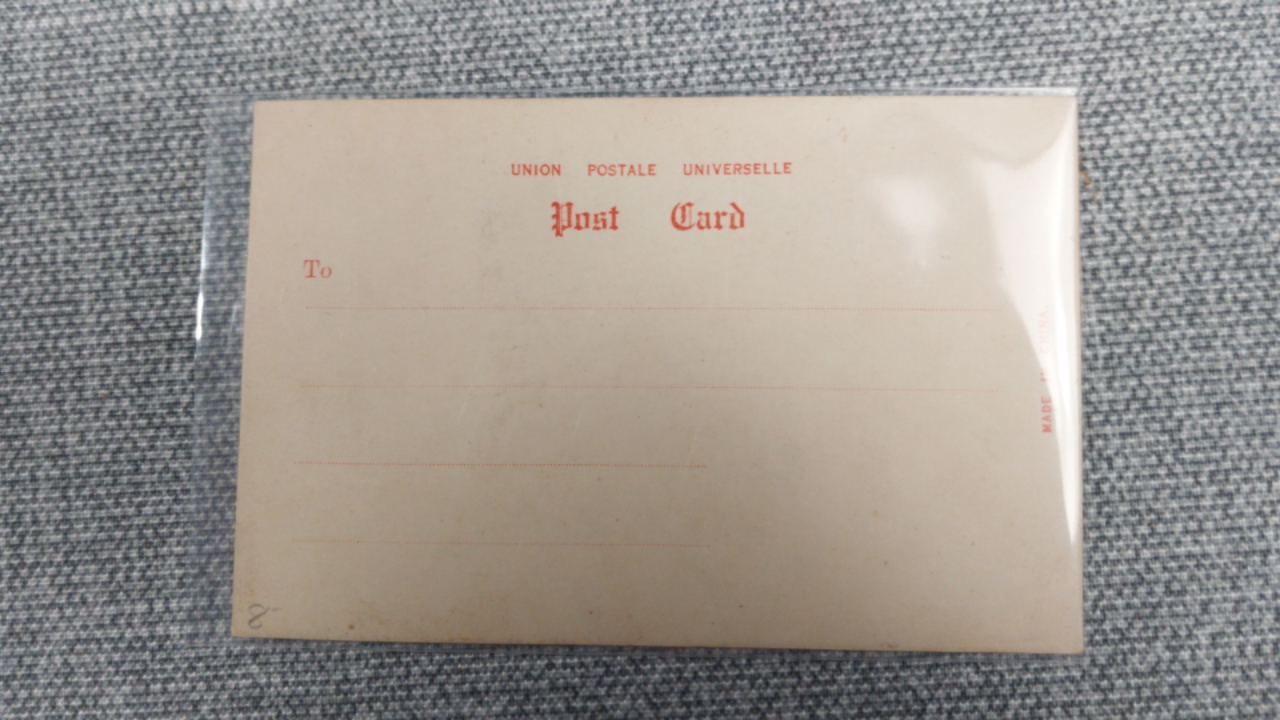 UNION POSTALE UNIVERSELLE
Post Card
To
MADE IN CHINA.
8-